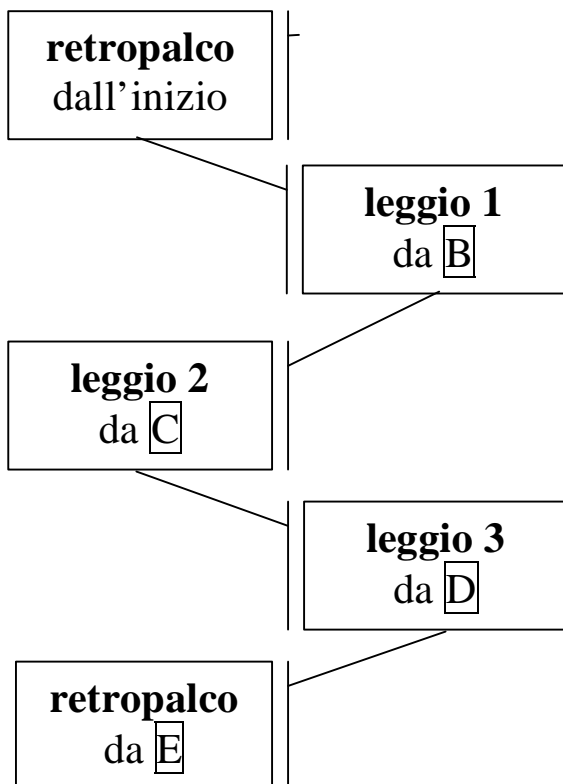 retropalco
dall'inizio
leggio 1
da B
leggio 2
da C
leggio 3
da D
retropalco
da E